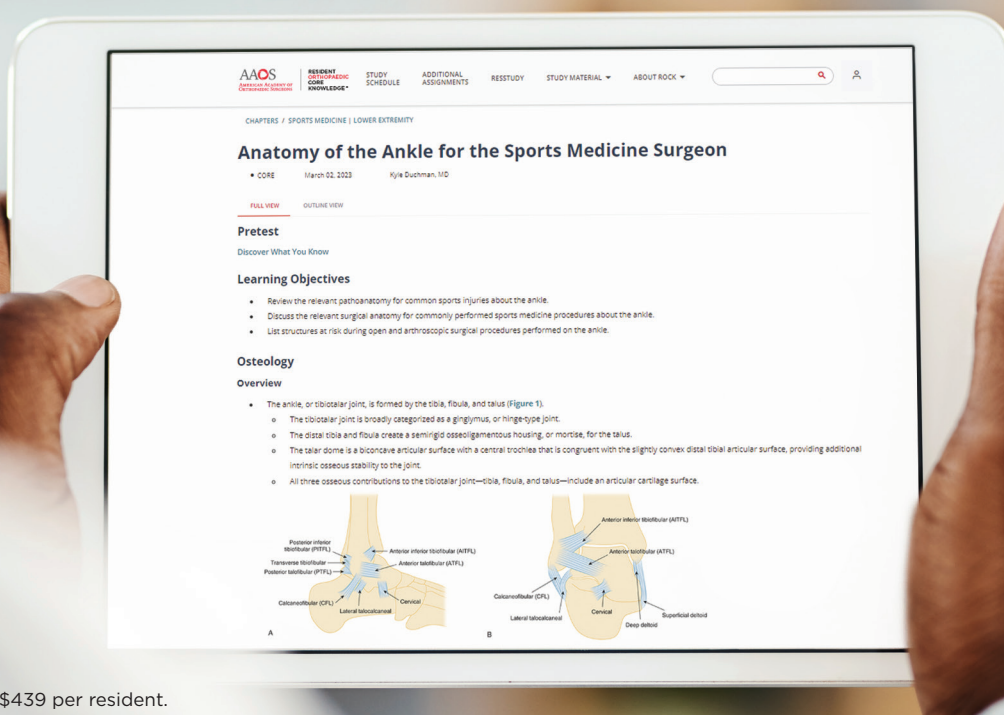 AAOS
AMERICAN ACADEMY OF
ORTHOPAEDIC SURGEONS
RESIDENT
ORTHOPAEDIC
CORE
KNOWLEDGE
STUDY
SCHEDULE
ADDITIONAL
ASSIGNMENTS
RESSTUDY
STUDY MATERIAL
ABOUT ROCK
CHAPTERS / SPORTS MEDICINE | LOWER EXTREMITY
Anatomy of the Ankle for the Sports Medicine Surgeon
• CORE March 02, 2023 Kyle Duchman, MD
FULL VIEW OUTLINE VIEW
Pretest
Discover What You Know
Learning Objectives
• Review the relevant pathoanatomy for common sports injuries about the ankle.
• Discuss the relevant surgical anatomy for commonly performed sports medicine procedures about the ankle.
• List structures at risk during open and arthroscopic surgical procedures performed on the ankle.
Osteology
Overview
• The ankle, or tibiotalar joint, is formed by the tibia, fibula, and talus (Figure 1).
o The tibiotalar joint is broadly categorized as a ginglymus, or hinge-type joint.
o The distal tibia and fibula create a semirigid osseoligamentous housing, or mortise, for the talus.
o The talar dome is a biconcave articular surface with a central trochlea that is congruent with the slightly convex distal tibial articular surface, providing additional
intrinsic osseous stability to the joint.
o All three osseous contributions to the tibiotalar joint—tibia, fibula, and talus—include an articular cartilage surface.
Posterior inferior
tibiofibular (PITFL)
Transverse tibiofibular
Posterior talofibular (PTFL)
Calcaneofibular (CFL)
Lateral talocalcaneal
Cervical
Anterior inferior tibiofibular (AITFL)
Anterior talofibular (ATFL)
A
Anterior inferior tibiofibular (AITFL)
Anterior talofibular (ATFL)
Calcaneofibular (CFL)
Lateral talocalcaneal
Cervical
Deep deltoid
Superficial deltoid
B
$439 per resident.